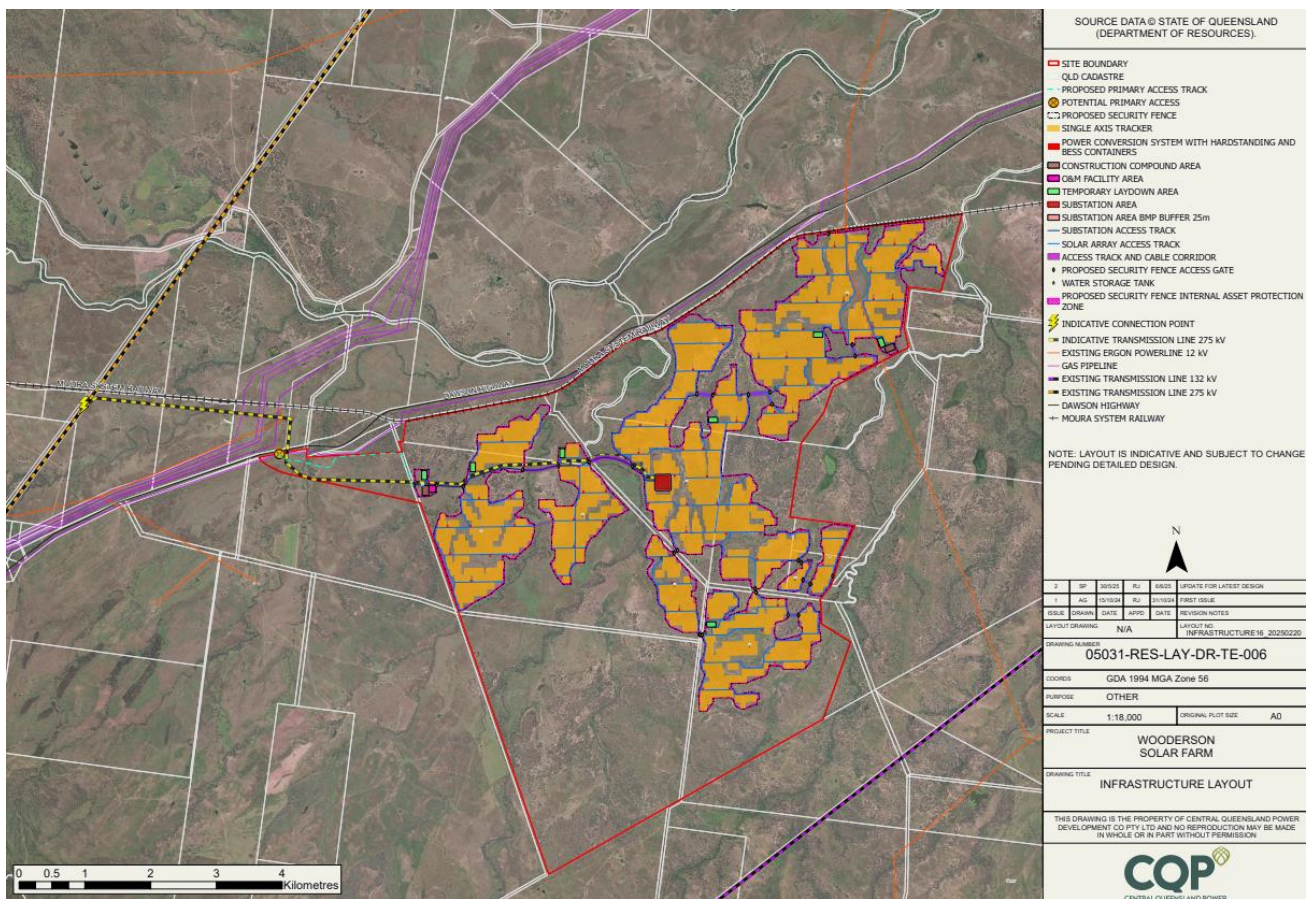 SOURCE DATA © STATE OF QUEENSLAND
(DEPARTMENT OF RESOURCES).
SITE BOUNDARY
QLD CADASTRE
PROPOSED PRIMARY ACCESS TRACK
POTENTIAL PRIMARY ACCESS
PROPOSED SECURITY FENCE
SINGLE AXIS TRACKER
POWER CONVERSION SYSTEM WITH HARDSTANDING AND
BESS CONTAINERS
CONSTRUCTION COMPOUND AREA
O&M FACILITY AREA
TEMPORARY LAYDOWN AREA
SUBSTATION AREA
SUBSTATION AREA BMP BUFFER 25m
SUBSTATION ACCESS TRACK
SOLAR ARRAY ACCESS TRACK
ACCESS TRACK AND CABLE CORRIDOR
PROPOSED SECURITY FENCE ACCESS GATE
WATER STORAGE TANK
PROPOSED SECURITY FENCE INTERNAL ASSET PROTECTION
ZONE
INDICATIVE CONNECTION POINT
INDICATIVE TRANSMISSION LINE 275 kV
EXISTING ERGON POWERLINE 12 kV
GAS PIPELINE
EXISTING TRANSMISSION LINE 132 kV
EXISTING TRANSMISSION LINE 275 kV
DAWSON HIGHWAY
MOURA SYSTEM RAILWAY
NOTE: LAYOUT IS INDICATIVE AND SUBJECT TO CHANGE
PENDING DETAILED DESIGN.
N
2 SP 30/5/25 RJ 6/6/25 UPDATE FOR LATEST DESIGN
1 AG 15/10/24 RJ 31/10/24 FIRST ISSUE
ISSUE DRAWN DATE APPD DATE REVISION NOTES
LAYOUT DRAWING N/A LAYOUT NO. INFRASTRUCTURE16_20250220
DRAWING NUMBER
05031-RES-LAY-DR-TE-006
COORDS GDA 1994 MGA Zone 56
PURPOSE OTHER
SCALE 1:18,000 ORIGINAL PLOT SIZE A0
PROJECT TITLE
WOODERSON
SOLAR FARM
DRAWING TITLE
INFRASTRUCTURE LAYOUT
THIS DRAWING IS THE PROPERTY OF CENTRAL QUEENSLAND POWER
DEVELOPMENT CO PTY LTD AND NO REPRODUCTION MAY BE MADE
IN WHOLE OR IN PART WITHOUT PERMISSION
CQP
CENTRAL QUEENSLAND POWER
MOURA SYSTEM RAILWAY
DAWSON HIGHWAY
MOURA SYSTEM RAILWAY
0 0.5 1 2 3 4
Kilometres